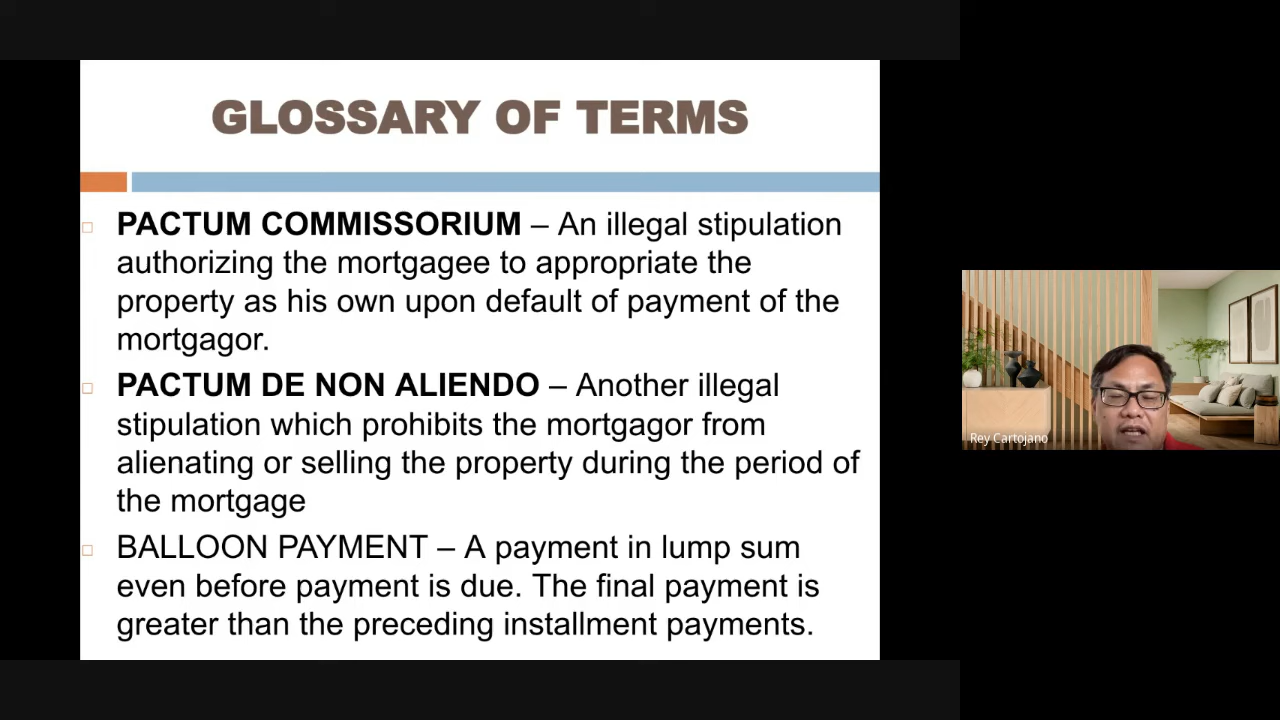 GLOSSARY OF TERMS
PACTUM COMMISSORIUM – An illegal stipulation
authorizing the mortgagee to appropriate the
property as his own upon default of payment of the
mortgagor.
PACTUM DE NON ALIENDO – Another illegal
stipulation which prohibits the mortgagor from
alienating or selling the property during the period of
the mortgage
BALLOON PAYMENT – A payment in lump sum
even before payment is due. The final payment is
greater than the preceding installment payments.
Rey Cartojano